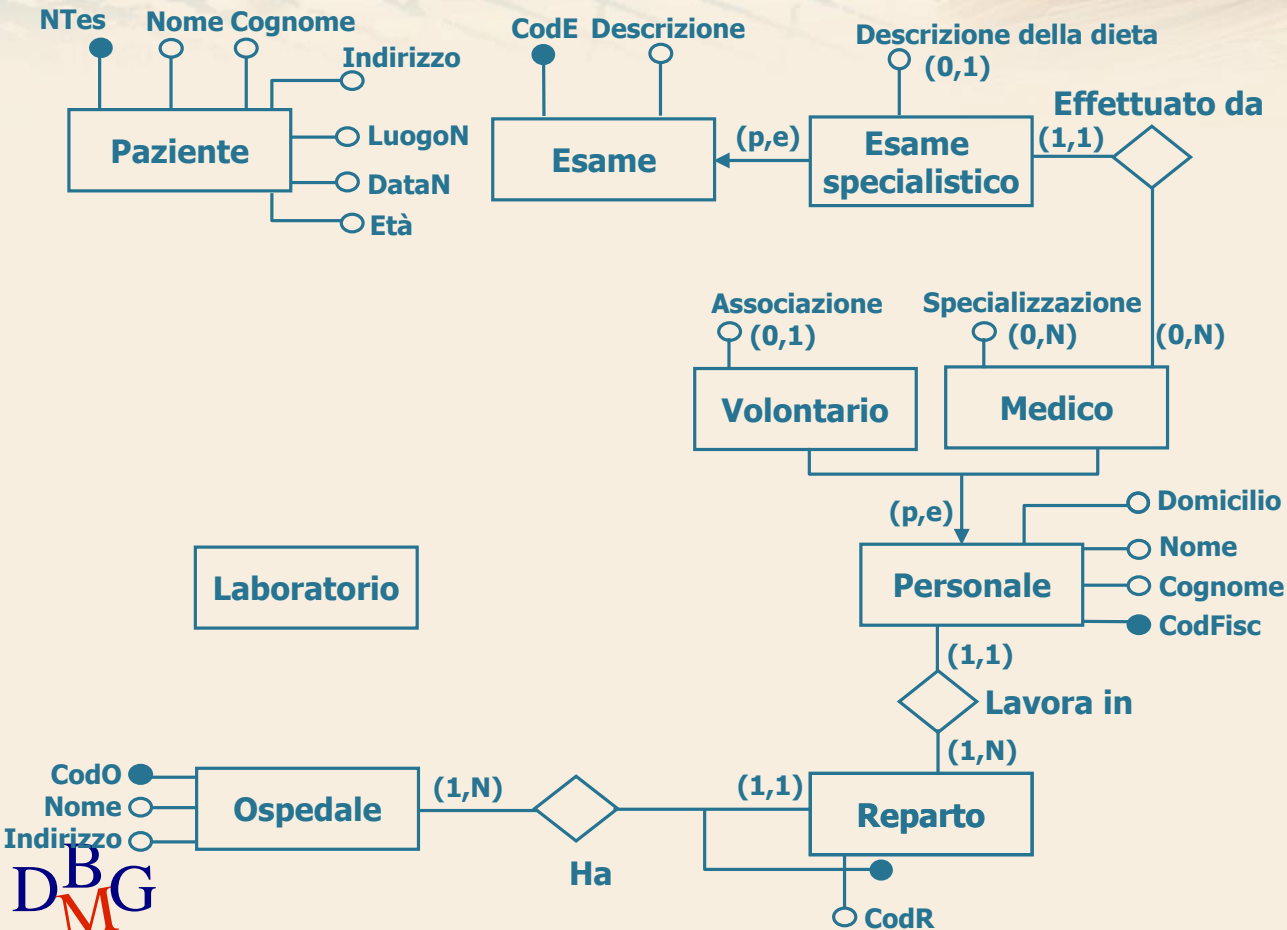 NTes
Nome Cognome
Indirizzo
LuogoN
DataN
Età
Paziente
CodE Descrizione
Esame
(p,e)
Descrizione della dieta
(0,1)
Esame
specialistico
(1,1)
Effettuato da
(0,N)
Associazione
(0,1)
Volontario
Specializzazione
(0,N)
Medico
(p,e)
Domicilio
Nome
Cognome
CodFisc
Personale
(1,1)
Lavora in
(1,N)
Laboratorio
CodO
Nome
Indirizzo
Ospedale
(1,N)
Ha
(1,1)
Reparto
CodR
DBMG